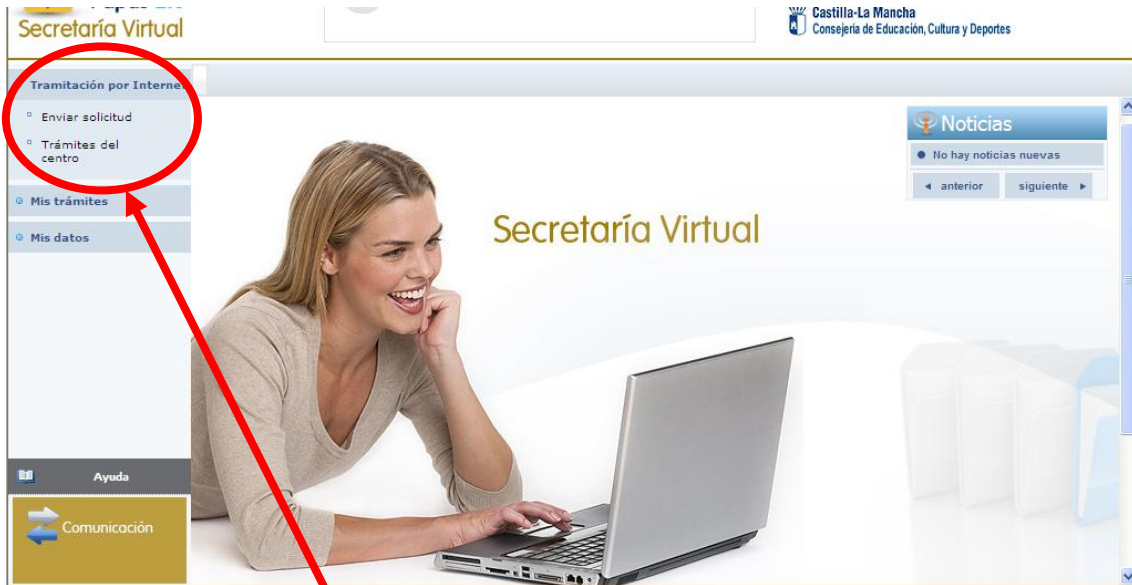 Secretaría Virtual
Castilla-La Mancha
Consejería de Educación, Cultura y Deportes
Tramitación por Internet
Enviar solicitud
Trámites del
centro
Mis trámites
Mis datos
Noticias
No hay noticias nuevas
anterior siguiente
Secretaría Virtual
Ayuda
Comunicación